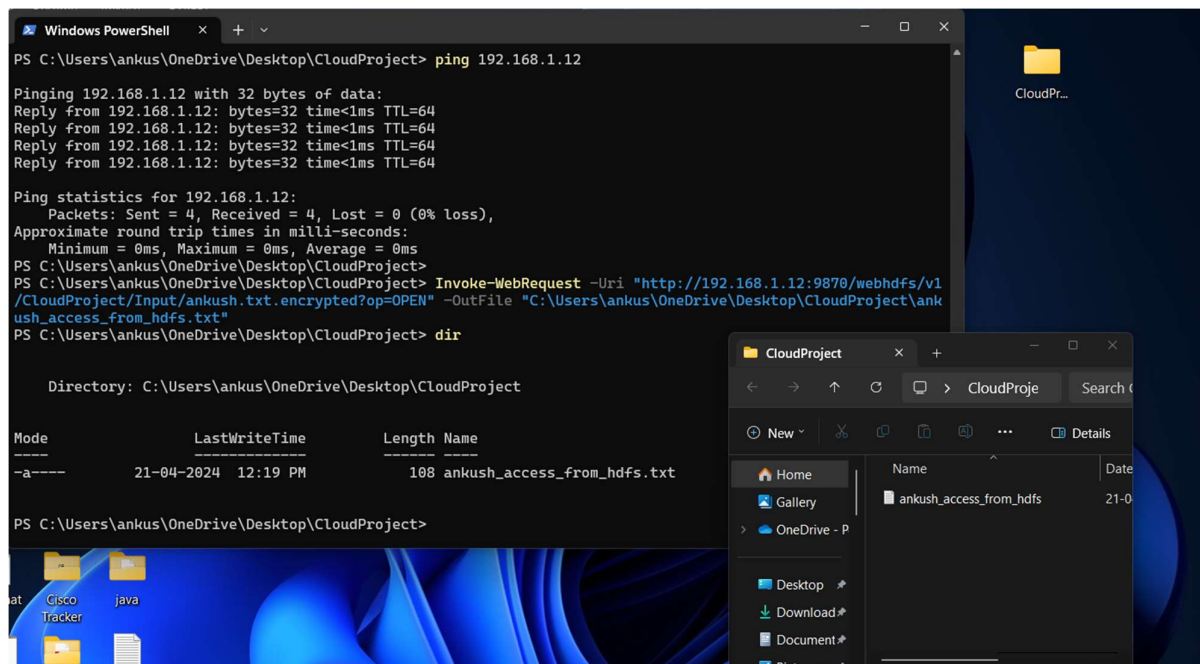 Windows PowerShell
PS C:\Users\ankus\OneDrive\Desktop\CloudProject> ping 192.168.1.12
Pinging 192.168.1.12 with 32 bytes of data:
Reply from 192.168.1.12: bytes=32 time<1ms TTL=64
Reply from 192.168.1.12: bytes=32 time<1ms TTL=64
Reply from 192.168.1.12: bytes=32 time<1ms TTL=64
Reply from 192.168.1.12: bytes=32 time<1ms TTL=64
Ping statistics for 192.168.1.12:
    Packets: Sent = 4, Received = 4, Lost = 0 (0% loss),
Approximate round trip times in milli-seconds:
    Minimum = 0ms, Maximum = 0ms, Average = 0ms
PS C:\Users\ankus\OneDrive\Desktop\CloudProject>
PS C:\Users\ankus\OneDrive\Desktop\CloudProject> Invoke-WebRequest -Uri "http://192.168.1.12:9870/webhdfs/v1
/CloudProject/Input/ankush.txt.encrypted?op=OPEN" -OutFile "C:\Users\ankus\OneDrive\Desktop\CloudProject\ank
ush_access_from_hdfs.txt"
PS C:\Users\ankus\OneDrive\Desktop\CloudProject> dir
    Directory: C:\Users\ankus\OneDrive\Desktop\CloudProject
Mode LastWriteTime Length Name
---- ------------- ------ ----
-a---- 21-04-2024 12:19 PM 108 ankush_access_from_hdfs.txt
PS C:\Users\ankus\OneDrive\Desktop\CloudProject>
CloudPr...
CloudProject
CloudProje
Search
New
Details
Home
Gallery
OneDrive - P
Desktop
Download
Document
Name
Date
ankush_access_from_hdfs
21-0
Cisco
Tracker
java